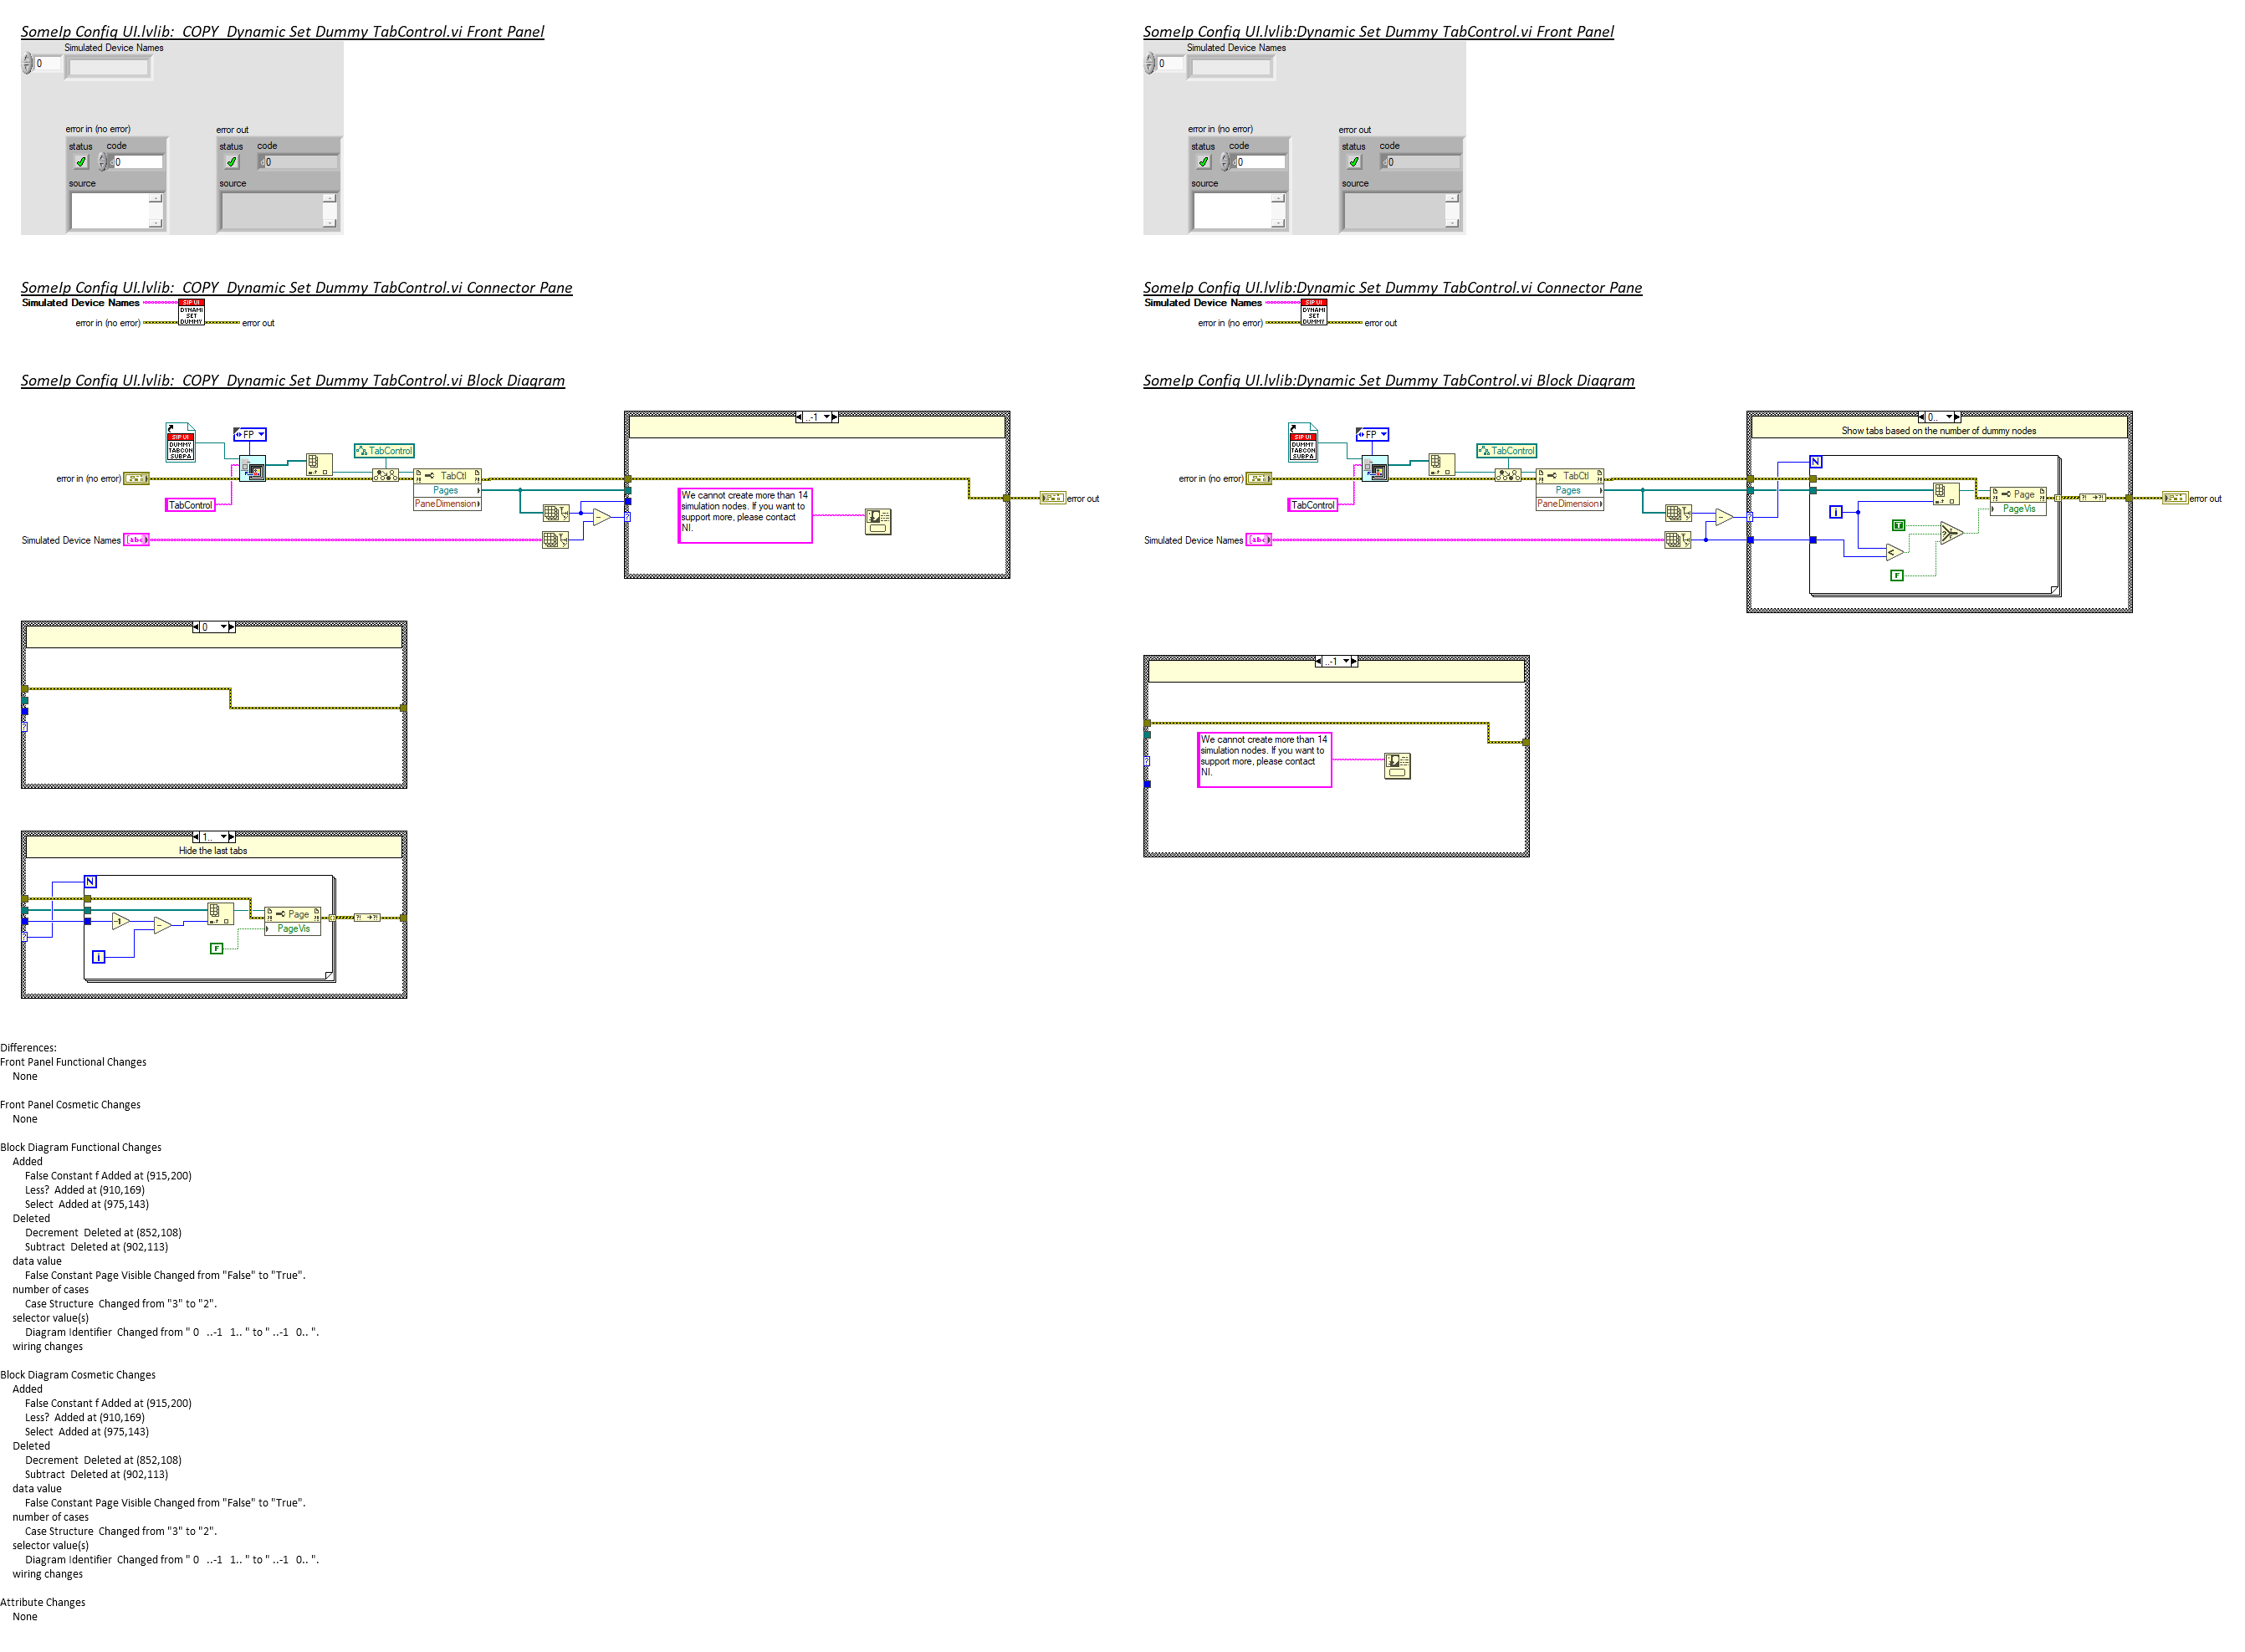 SomeIp Config UI.lvlib:  COPY  Dynamic Set Dummy TabControl.vi Front Panel
Simulated Device Names
0
error in (no error)
error out
status
code
status
code
0
0
source
source
SomeIp Config UI.lvlib:  COPY  Dynamic Set Dummy TabControl.vi Connector Pane
Simulated Device Names
SIP UI
DYNAMI
SET
DUMMY
error in (no error)
error out
SomeIp Config UI.lvlib:  COPY  Dynamic Set Dummy TabControl.vi Block Diagram
..-1
SIP UI
DUMMY
TABCON
SUBPA
FP
TabControl
error in (no error)
TabCtl
Pages
PaneDimension
TabControl
We cannot create more than 14
simulation nodes. If you want to
support more, please contact
NI.
error out
Simulated Device Names
abc
0
1..
Hide the last tabs
N
-1
Page
PageVis
F
i
SomeIp Config UI.lvlib:Dynamic Set Dummy TabControl.vi Front Panel
Simulated Device Names
0
error in (no error)
error out
status
code
status
code
0
0
source
source
SomeIp Config UI.lvlib:Dynamic Set Dummy TabControl.vi Connector Pane
Simulated Device Names
SIP UI
DYNAMI
SET
DUMMY
error in (no error)
error out
SomeIp Config UI.lvlib:Dynamic Set Dummy TabControl.vi Block Diagram
0..
Show tabs based on the number of dummy nodes
SIP UI
DUMMY
TABCON
SUBPA
FP
TabControl
error in (no error)
TabCtl
Pages
PaneDimension
TabControl
N
Page
PageVis
i
T
<
F
error out
Simulated Device Names
abc
..-1
We cannot create more than 14
simulation nodes. If you want to
support more, please contact
NI.
Differences:
Front Panel Functional Changes
None
Front Panel Cosmetic Changes
None
Block Diagram Functional Changes
Added
False Constant f Added at (915,200)
Less?  Added at (910,169)
Select  Added at (975,143)
Deleted
Decrement  Deleted at (852,108)
Subtract  Deleted at (902,113)
data value
False Constant Page Visible Changed from "False" to "True".
number of cases
Case Structure  Changed from "3" to "2".
selector value(s)
Diagram Identifier  Changed from " 0   ..-1   1.. " to " ..-1   0.. ".
wiring changes
Block Diagram Cosmetic Changes
Added
False Constant f Added at (915,200)
Less?  Added at (910,169)
Select  Added at (975,143)
Deleted
Decrement  Deleted at (852,108)
Subtract  Deleted at (902,113)
data value
False Constant Page Visible Changed from "False" to "True".
number of cases
Case Structure  Changed from "3" to "2".
selector value(s)
Diagram Identifier  Changed from " 0   ..-1   1.. " to " ..-1   0.. ".
wiring changes
Attribute Changes
None